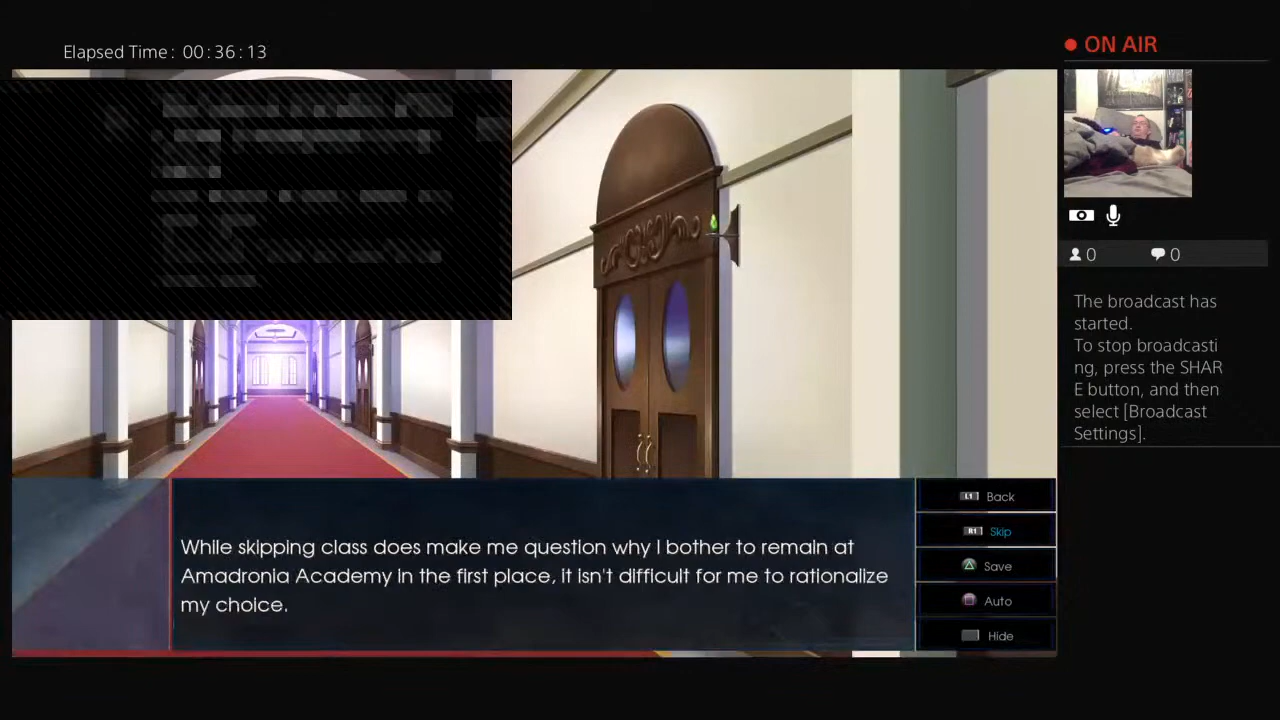 Elapsed Time: 00:36:13
ON AIR
0
0
The broadcast has
started.
To stop broadcasti
ng, press the SHAR
E button, and then
select [Broadcast
Settings].
While skipping class does make me question why I bother to remain at
Amadronia Academy in the first place, it isn't difficult for me to rationalize
my choice.
L1 Back
R1 Skip
Save
Auto
Hide